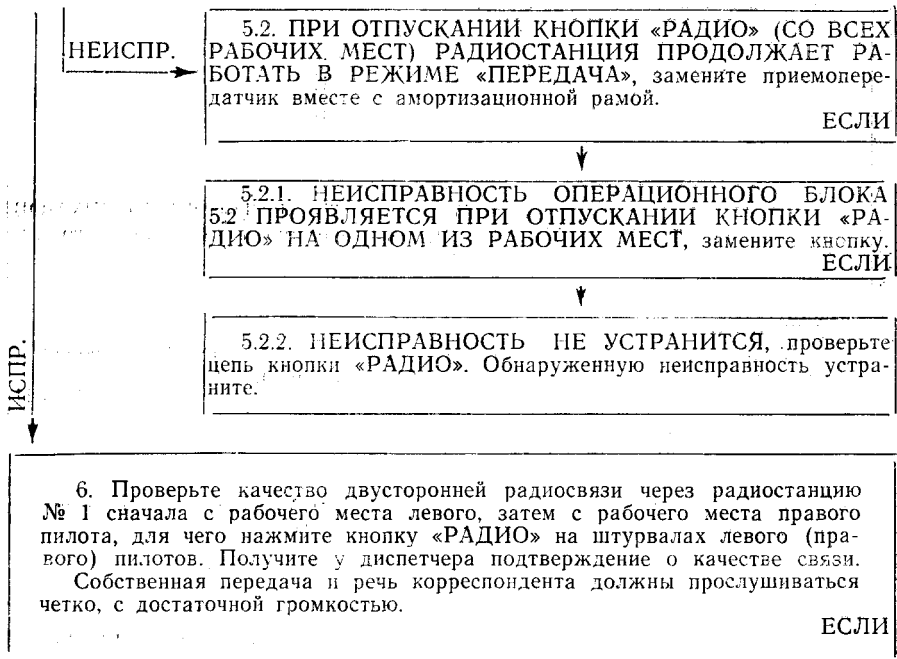 НЕИСПР.
5.2. ПРИ ОТПУСКАНИИ КНОПКИ «РАДИО» (СО ВСЕХ
РАБОЧИХ МЕСТ) РАДИОСТАНЦИЯ ПРОДОЛЖАЕТ РА-
БОТАТЬ В РЕЖИМЕ «ПЕРЕДАЧА», замените приемопере-
датчик вместе с амортизационной рамой.
ЕСЛИ
5.2.1. НЕИСПРАВНОСТЬ ОПЕРАЦИОННОГО БЛОКА
5.2 ПРОЯВЛЯЕТСЯ ПРИ ОТПУСКАНИИ КНОПКИ «РА-
ДИО» НА ОДНОМ ИЗ РАБОЧИХ МЕСТ, замените кнопку.
ЕСЛИ
5.2.2. НЕИСПРАВНОСТЬ НЕ УСТРАНИТСЯ, проверьте
цепь кнопки «РАДИО». Обнаруженную неисправность устра-
ните.
ИСПР.
6. Проверьте качество двусторонней радиосвязи через радиостанцию
№ 1 сначала с рабочего места левого, затем с рабочего места правого
пилота, для чего нажмите кнопку «РАДИО» на штурвалах левого (пра-
вого) пилотов. Получите у диспетчера подтверждение о качестве связи.
Собственная передача и речь корреспондента должны прослушиваться
четко, с достаточной громкостью.
ЕСЛИ